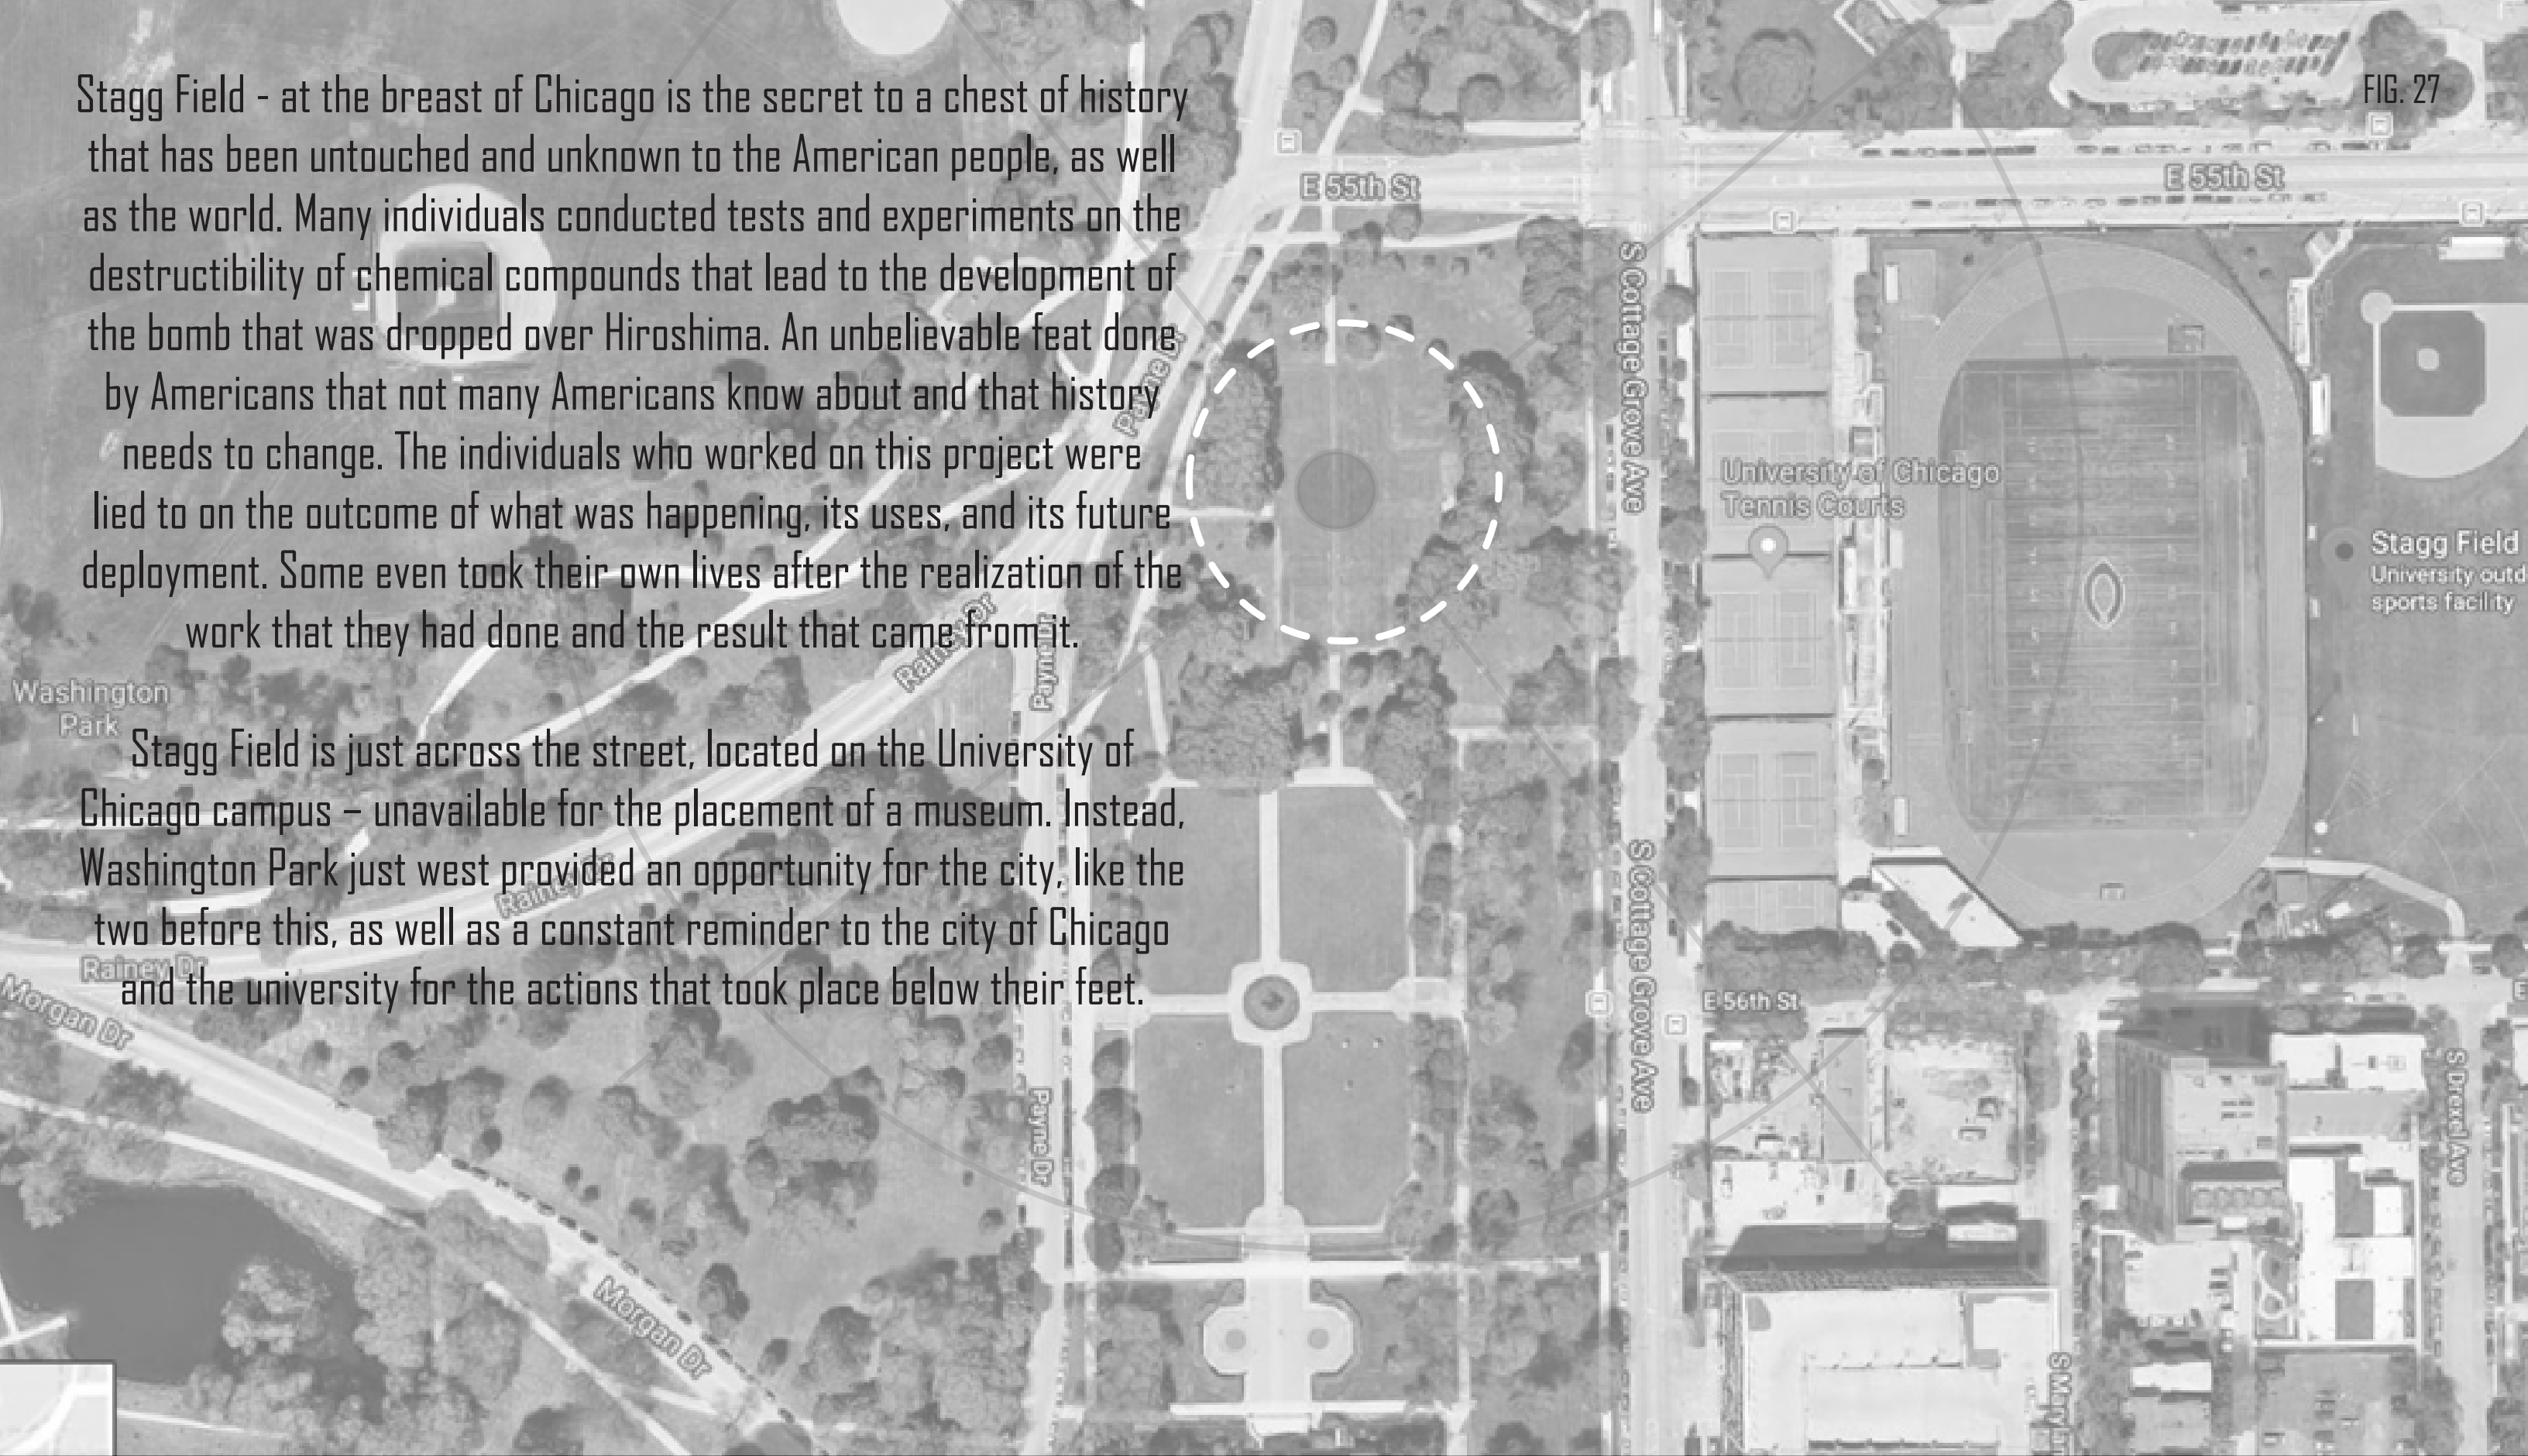 Stagg Field - at the breast of Chicago is the secret to a chest of history
that has been untouched and unknown to the American people, as well
as the world. Many individuals conducted tests and experiments on the
destructibility of chemical compounds that lead to the development of
the bomb that was dropped over Hiroshima. An unbelievable feat done
by Americans that not many Americans know about and that history
needs to change. The individuals who worked on this project were
lied to on the outcome of what was happening, its uses, and its future
deployment. Some even took their own lives after the realization of the
work that they had done and the result that came from it.
Stagg Field is just across the street, located on the University of
Chicago campus – unavailable for the placement of a museum. Instead,
Washington Park just west provided an opportunity for the city, like the
two before this, as well as a constant reminder to the city of Chicago
and the university for the actions that took place below their feet.
FIG. 27
E 55th St
E 55th St
S Cottage Grove Ave
Payne Dr
University of Chicago
Tennis Courts
Stagg Field
University outd
sports facility
Washington
Park
Rainey Dr
Payne Dr
Rainey Dr
S Cottage Grove Ave
Rainey Dr
Morgan Dr
E 56th St
E
Payne Dr
S Drexel Ave
Morgan Dr
S Marylan